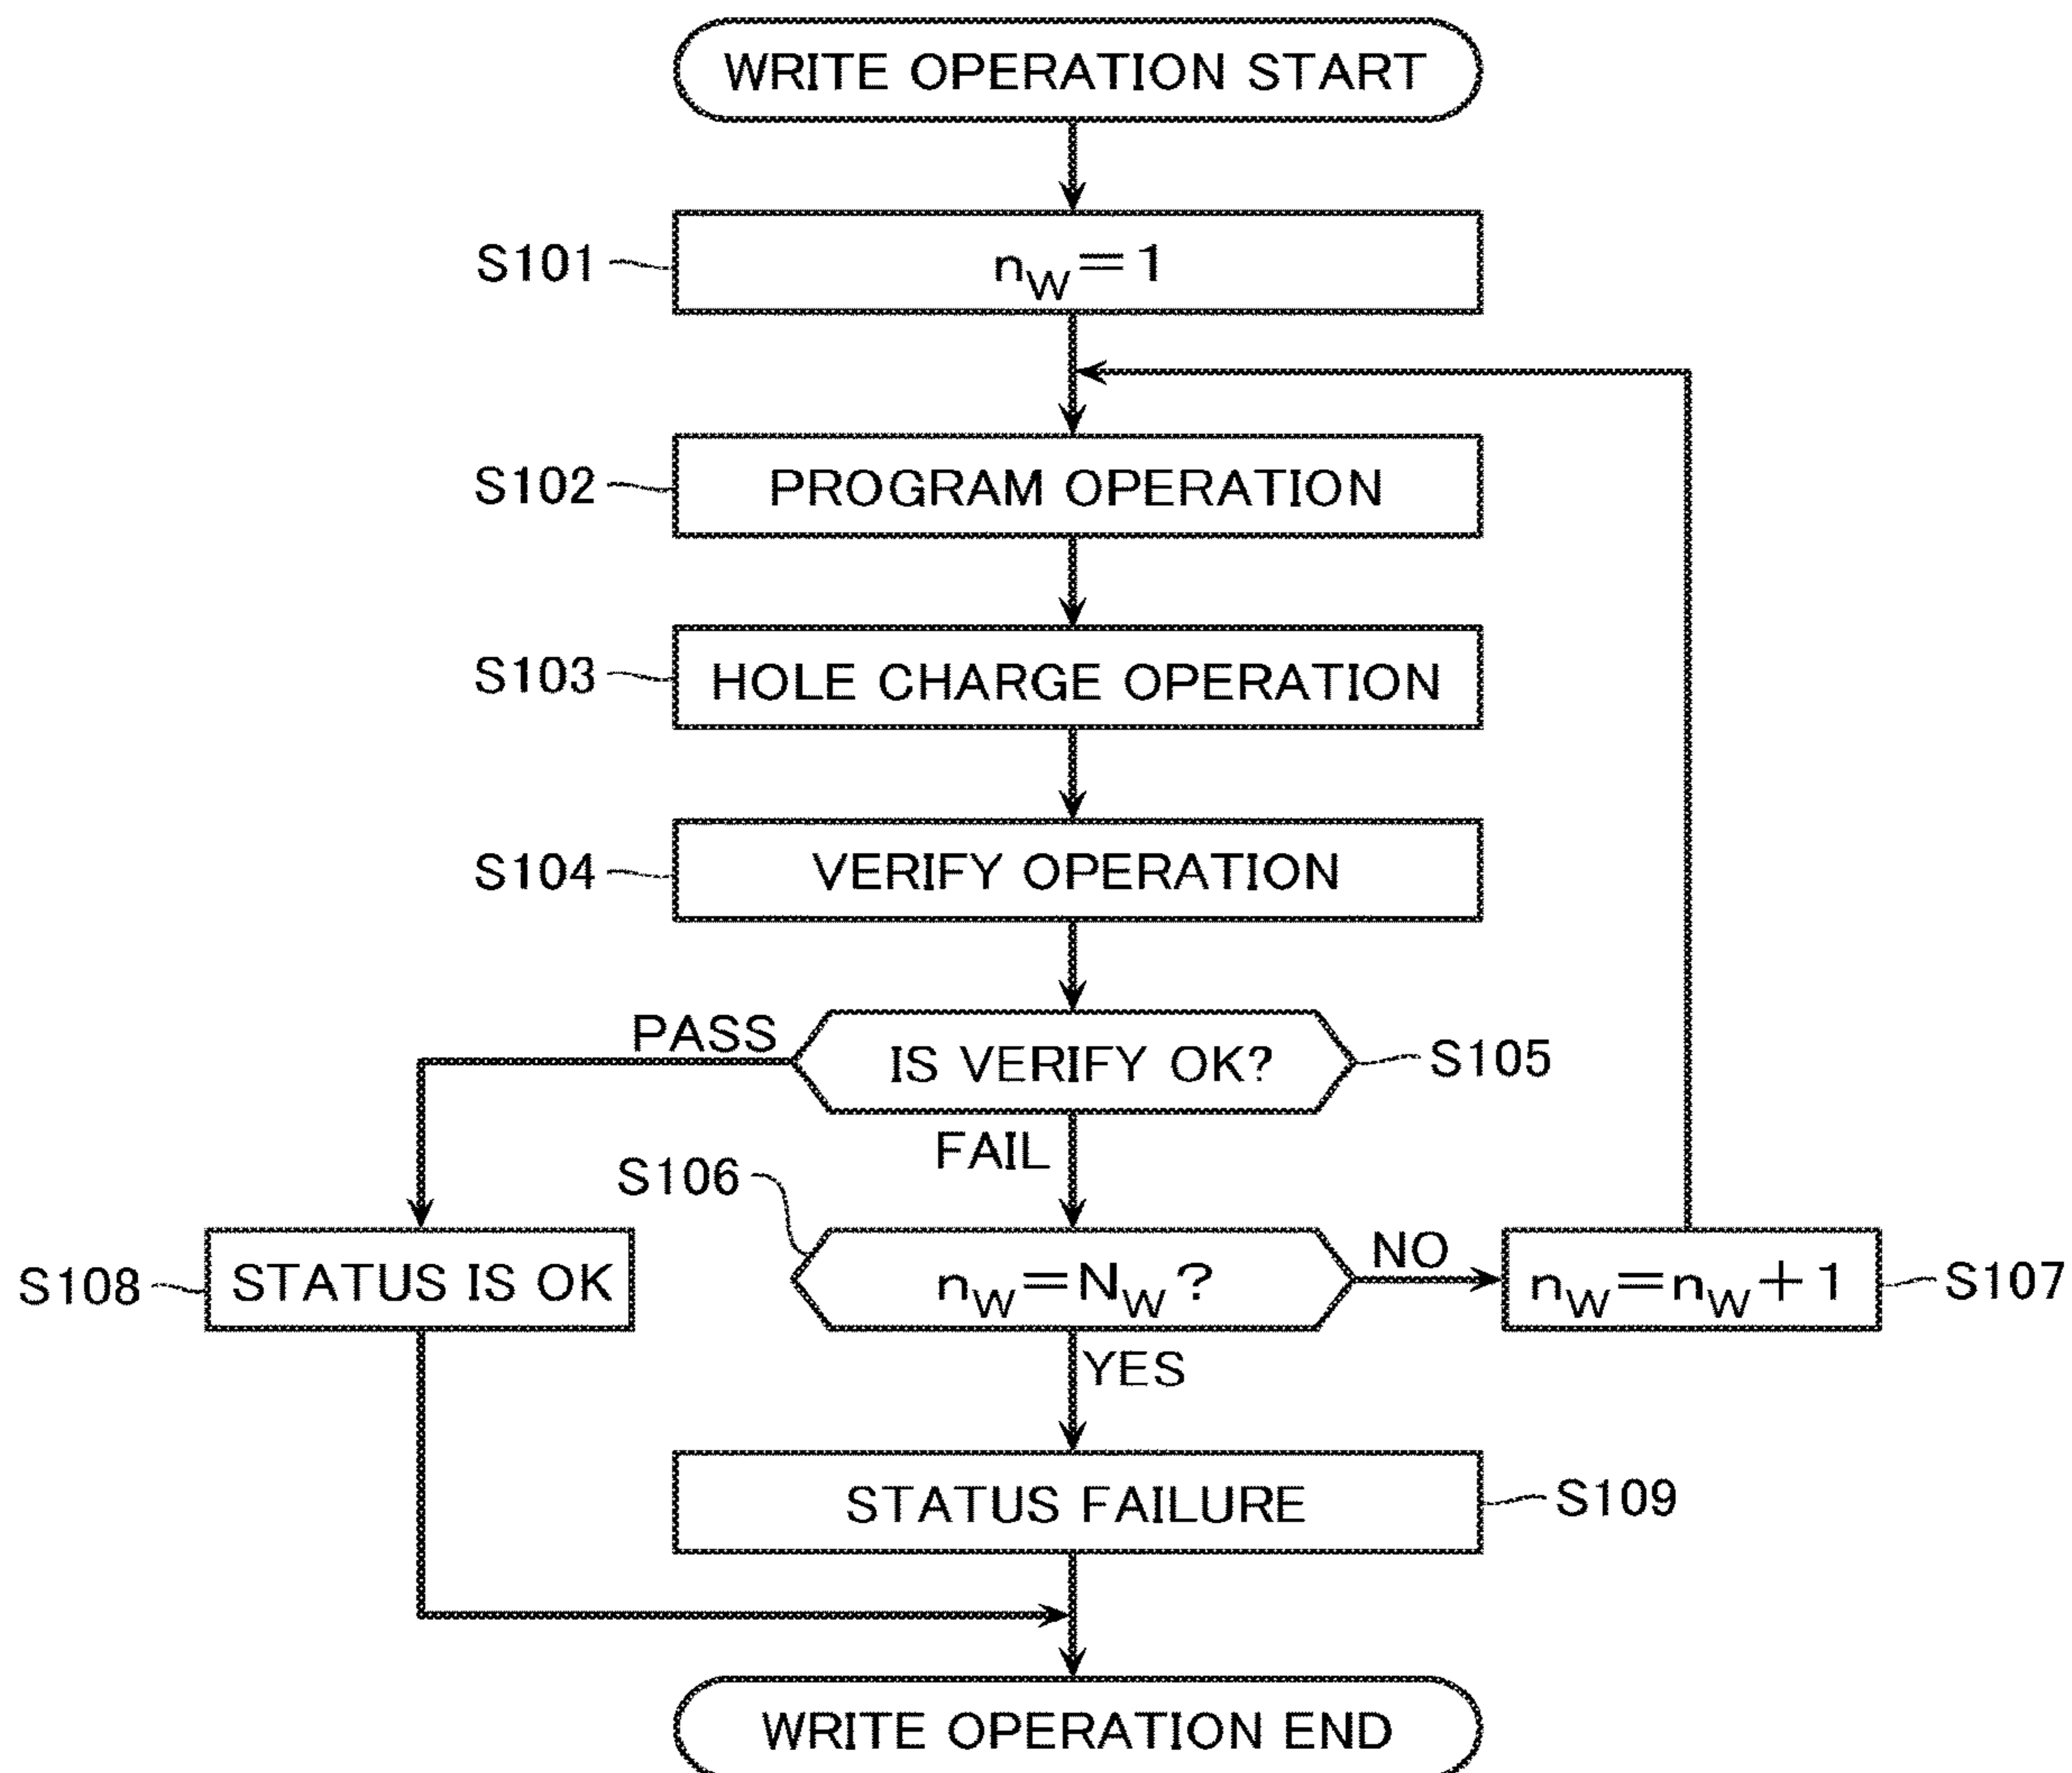 WRITE OPERATION START
S101
nW=1
S102
PROGRAM OPERATION
S103
HOLE CHARGE OPERATION
S104
VERIFY OPERATION
PASS
IS VERIFY OK?
S105
FAIL
S106
S108
STATUS IS OK
nW=NW?
NO
nW=nW+1
S107
YES
STATUS FAILURE
S109
WRITE OPERATION END